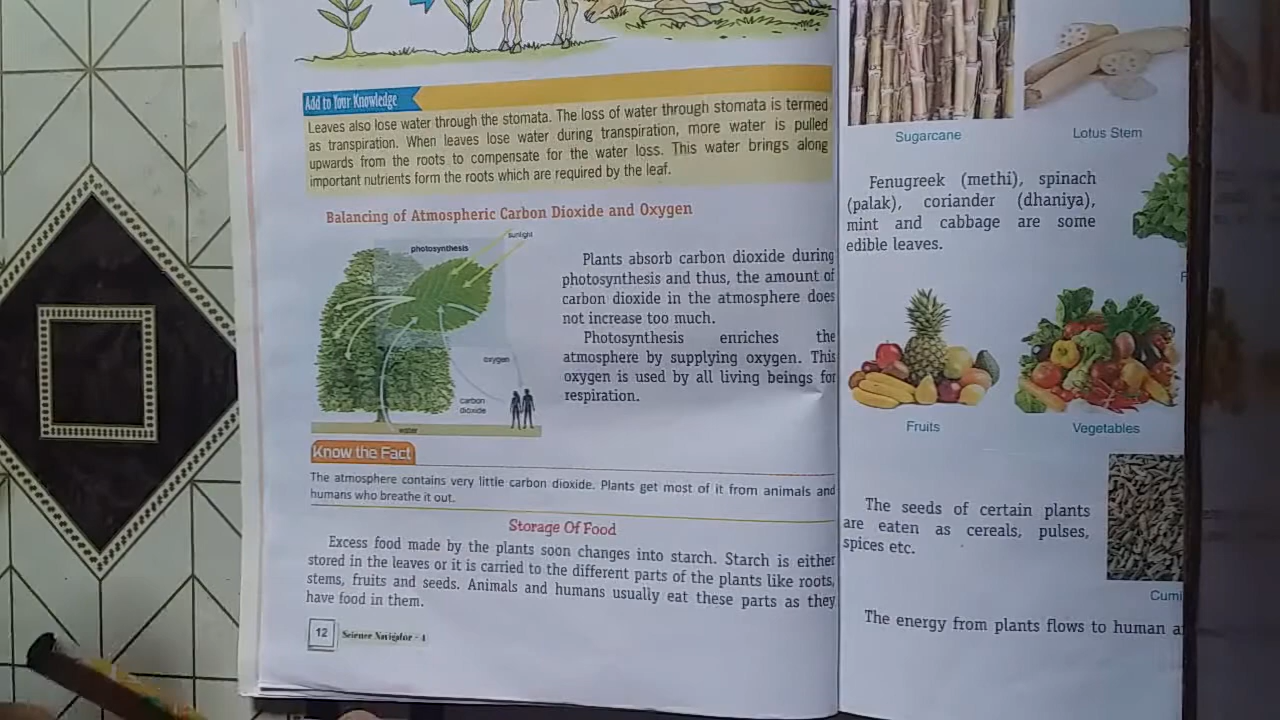 Add to Your Knowledge
Leaves also lose water through the stomata. The loss of water through stomata is termed
as transpiration. When leaves lose water during transpiration, more water is pulled
upwards from the roots to compensate for the water loss. This water brings along
important nutrients form the roots which are required by the leaf.
Balancing of Atmospheric Carbon Dioxide and Oxygen
sunlight
photosynthesis
oxygen
carbon
dioxide
water
Plants absorb carbon dioxide during
photosynthesis and thus, the amount of
carbon dioxide in the atmosphere does
not increase too much.
Photosynthesis enriches the
atmosphere by supplying oxygen. This
oxygen is used by all living beings for
respiration.
Know the Fact
The atmosphere contains very little carbon dioxide. Plants get most of it from animals and
humans who breathe it out.
Storage Of Food
Excess food made by the plants soon changes into starch. Starch is either
stored in the leaves or it is carried to the different parts of the plants like roots,
stems, fruits and seeds. Animals and humans usually eat these parts as they
have food in them.
12
Science Navigator - 4
Sugarcane
Lotus Stem
Fenugreek (methi), spinach
(palak), coriander (dhaniya),
mint and cabbage are some
edible leaves.
Fruits
Vegetables
The seeds of certain plants
are eaten as cereals, pulses,
spices etc.
Cumi
The energy from plants flows to human a